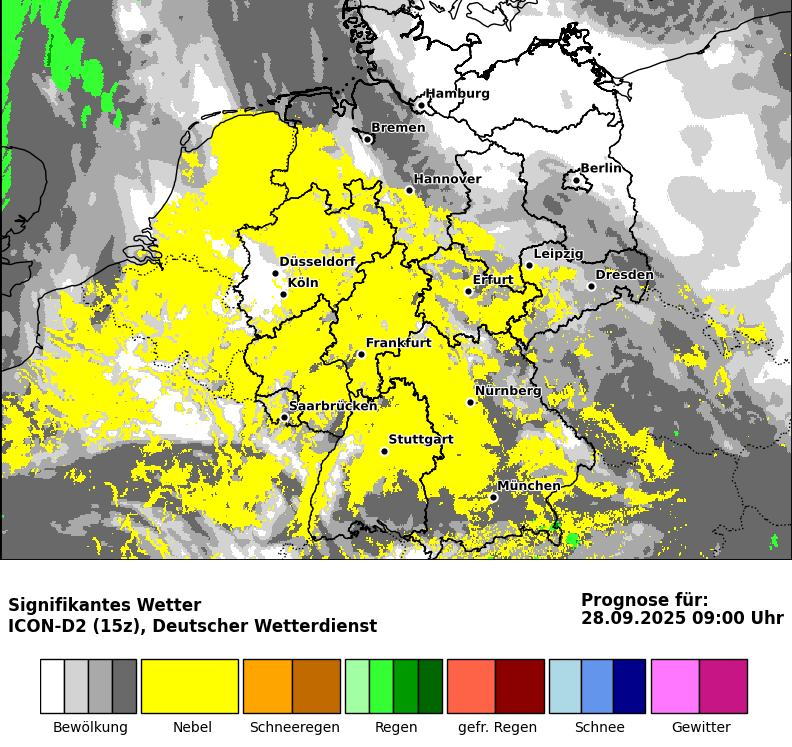 Hamburg
Bremen
Berlin
Hannover
Leipzig
Düsseldorf
Dresden
Köln
Erfurt
Frankfurt
Nürnberg
Saarbrücken
Stuttgart
München
Signifikantes Wetter
ICON-D2 (15z), Deutscher Wetterdienst
Prognose für:
28.09.2025 09:00 Uhr
Bewölkung Nebel Schneeregen Regen gefr. Regen Schnee Gewitter